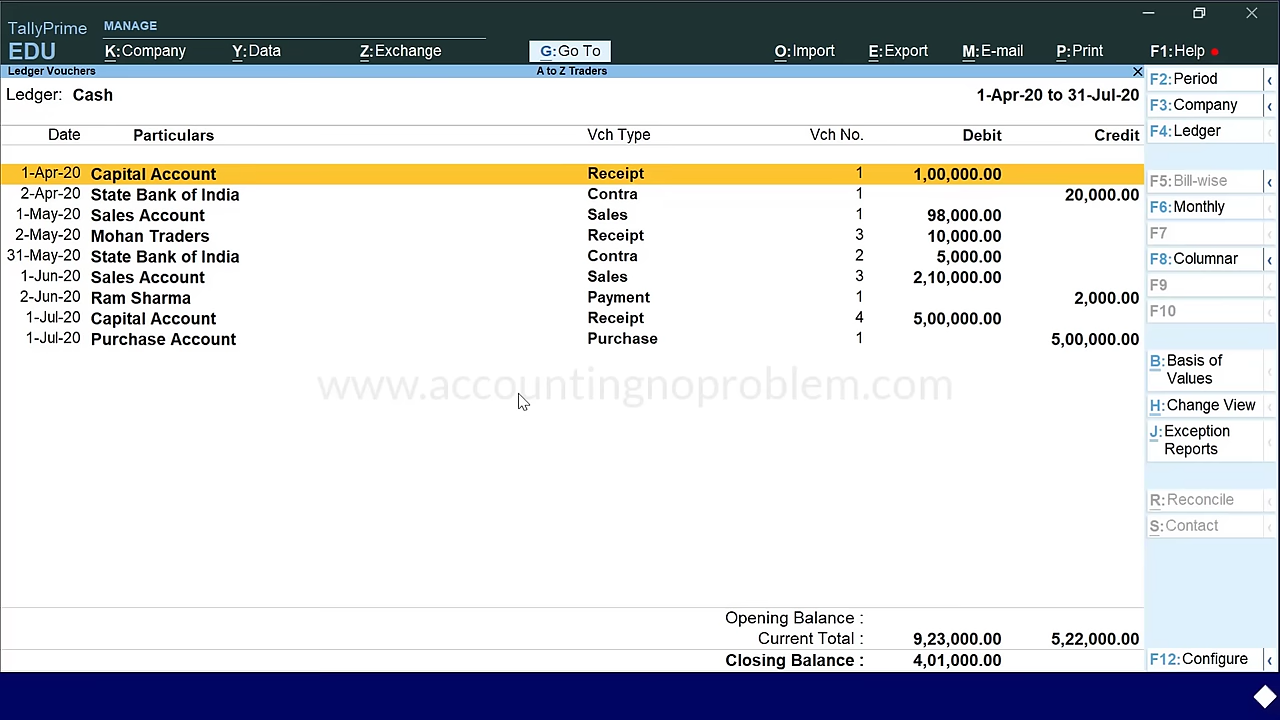 TallyPrime MANAGE
EDU K:Company Y:Data Z:Exchange G:Go To O:Import E:Export M:E-mail P:Print F1:Help
Ledger Vouchers A to Z Traders
Ledger: Cash 1-Apr-20 to 31-Jul-20
Date Particulars Vch Type Vch No. Debit Credit
1-Apr-20 Capital Account Receipt 1 1,00,000.00
2-Apr-20 State Bank of India Contra 1 20,000.00
1-May-20 Sales Account Sales 1 98,000.00
2-May-20 Mohan Traders Receipt 3 10,000.00
31-May-20 State Bank of India Contra 2 5,000.00
1-Jun-20 Sales Account Sales 3 2,10,000.00
2-Jun-20 Ram Sharma Payment 1 2,000.00
1-Jul-20 Capital Account Receipt 4 5,00,000.00
1-Jul-20 Purchase Account Purchase 1 5,00,000.00
www.accountingnoproblem.com
Opening Balance :
Current Total : 9,23,000.00 5,22,000.00
Closing Balance : 4,01,000.00
F2:Period
F3:Company
F4:Ledger
F5:Bill-wise
F6:Monthly
F7
F8:Columnar
F9
F10
B:Basis of
Values
H:Change View
J:Exception
Reports
R:Reconcile
S:Contact
F12:Configure